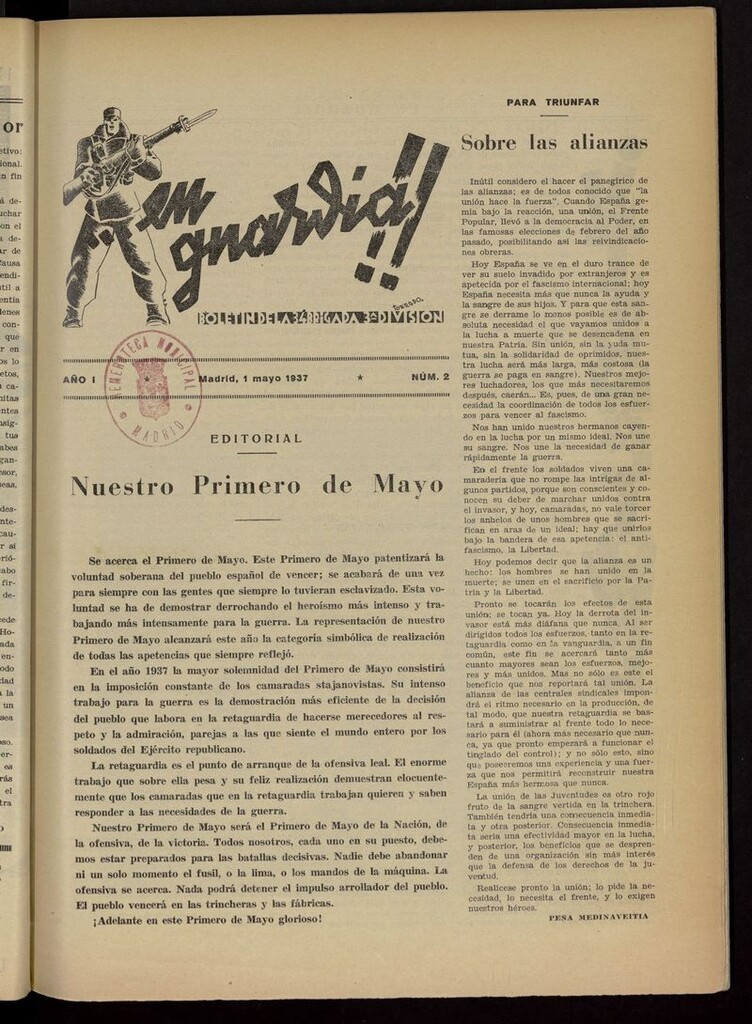 en
guardia!!
BOLETIN DE LA 34 BRIGADA 3ª DIVISION
AÑO I
Madrid, 1 mayo 1937
NÚM. 2
HEMEROTECA MUNICIPAL
MADRID
EDITORIAL
Nuestro Primero de Mayo
Se acerca el Primero de Mayo. Este Primero de Mayo patentizará la
voluntad soberana del pueblo español de vencer; se acabará de una vez
para siempre con las gentes que siempre lo tuvieran esclavizado. Esta vo-
luntad se ha de demostrar derrochando el heroísmo más intenso y tra-
bajando más intensamente para la guerra. La representación de nuestro
Primero de Mayo alcanzará este año la categoría simbólica de realización
de todas las apetencias que siempre reflejó.
En el año 1937 la mayor solemnidad del Primero de Mayo consistirá
en la imposición constante de los camaradas stajanovistas. Su intenso
trabajo para la guerra es la demostración más eficiente de la decisión
del pueblo que labora en la retaguardia de hacerse merecedores al res-
peto y la admiración, parejas a las que siente el mundo entero por los
soldados del Ejército republicano.
La retaguardia es el punto de arranque de la ofensiva leal. El enorme
trabajo que sobre ella pesa y su feliz realización demuestran elocuente-
mente que los camaradas que en la retaguardia trabajan quieren y saben
responder a las necesidades de la guerra.
Nuestro Primero de Mayo será el Primero de Mayo de la Nación, de
la ofensiva, de la victoria. Todos nosotros, cada uno en su puesto, debe-
mos estar preparados para las batallas decisivas. Nadie debe abandonar
ni un solo momento el fusil, o la lima, o los mandos de la máquina. La
ofensiva se acerca. Nada podrá detener el impulso arrollador del pueblo.
El pueblo vencerá en las trincheras y las fábricas.
¡Adelante en este Primero de Mayo glorioso!
PARA TRIUNFAR
Sobre las alianzas
Inútil considero el hacer el panegírico de
las alianzas; es de todos conocido que "la
unión hace la fuerza". Cuando España ge-
mía bajo la reacción, una unión, el Frente
Popular, llevó a la democracia al Poder, en
las famosas elecciones de febrero del año
pasado, posibilitando así las reivindicacio-
nes obreras.
Hoy España se ve en el duro trance de
ver su suelo invadido por extranjeros y es
apetecida por el fascismo internacional; hoy
España necesita más que nunca la ayuda y
la sangre de sus hijos. Y para que esta san-
gre se derrame lo monos posible es de ab-
soluta necesidad el que vayamos unidos a
la lucha a muerte que se desencadena en
nuestra Patria. Sin unión, sin la yuda mu-
tua, sin la solidaridad de oprimidos, nues-
tra lucha será más larga, más costosa (la
guerra se paga en sangre). Nuestros mejo-
res luchadores, los que más necesitaremos
después, caerán... Es, pues, de una gran ne-
cesidad la coordinación de todos los esfuer-
zos para vencer al fascismo.
Nos han unido nuestros hermanos cayen-
do en la lucha por un mismo ideal. Nos une
su sangre. Nos une la necesidad de ganar
rápidamente la guerra.
En el frente los soldados viven una ca-
maradería que no rompe las intrigas de al-
gunos partidos, porque son conscientes y co-
nocen su deber de marchar unidos contra
el invasor, y hoy, camaradas, no vale torcer
los anhelos de unos hombres que se sacri-
fican en aras de un ideal; hay que unirlos
bajo la bandera de esa apetencia: el anti-
fascismo, la Libertad.
Hoy podemos decir que la alianza es un
hecho: los hombres se han unido en la
muerte; se unen en el sacrificio por la Pa-
tria y la Libertad.
Pronto se tocarán los efectos de esta
unión; se tocan ya. Hoy la derrota del in-
vasor está más diáfana que nunca. Al ser
dirigidos todos los esfuerzos, tanto en la re-
taguardia como en la vanguardia, a un fin
común, este fin se acercará tanto más
cuanto mayores sean los esfuerzos, mejo-
res y más unidos. Mas no sólo es este el
beneficio que nos reportará tal unión. La
alianza de las centrales sindicales impon-
drá el ritmo necesario en la producción, de
tal modo, que nuestra retaguardia se bas-
tará a suministrar al frente todo lo nece-
sario para él (ahora más necesario que nun-
ca, ya que pronto empezará a funcionar el
tinglado del control); y no sólo esto, sino
que poseeremos una experiencia y una fuer-
za que nos permitirá reconstruir nuestra
España más hermosa que nunca.
La unión de las Juventudes es otro rojo
fruto de la sangre vertida en la trinchera.
También tendría una consecuencia inmedia-
ta y otra posterior. Consecuencia inmedia-
ta sería una efectividad mayor en la lucha,
y posterior, los beneficios que se despren-
den de una organización sin más interés
que la defensa de los derechos de la ju-
ventud.
Realícese pronto la unión; lo pide la ne-
cesidad, lo necesita el frente, y lo exigen
nuestros héroes.
PEÑA MEDINAVEITIA